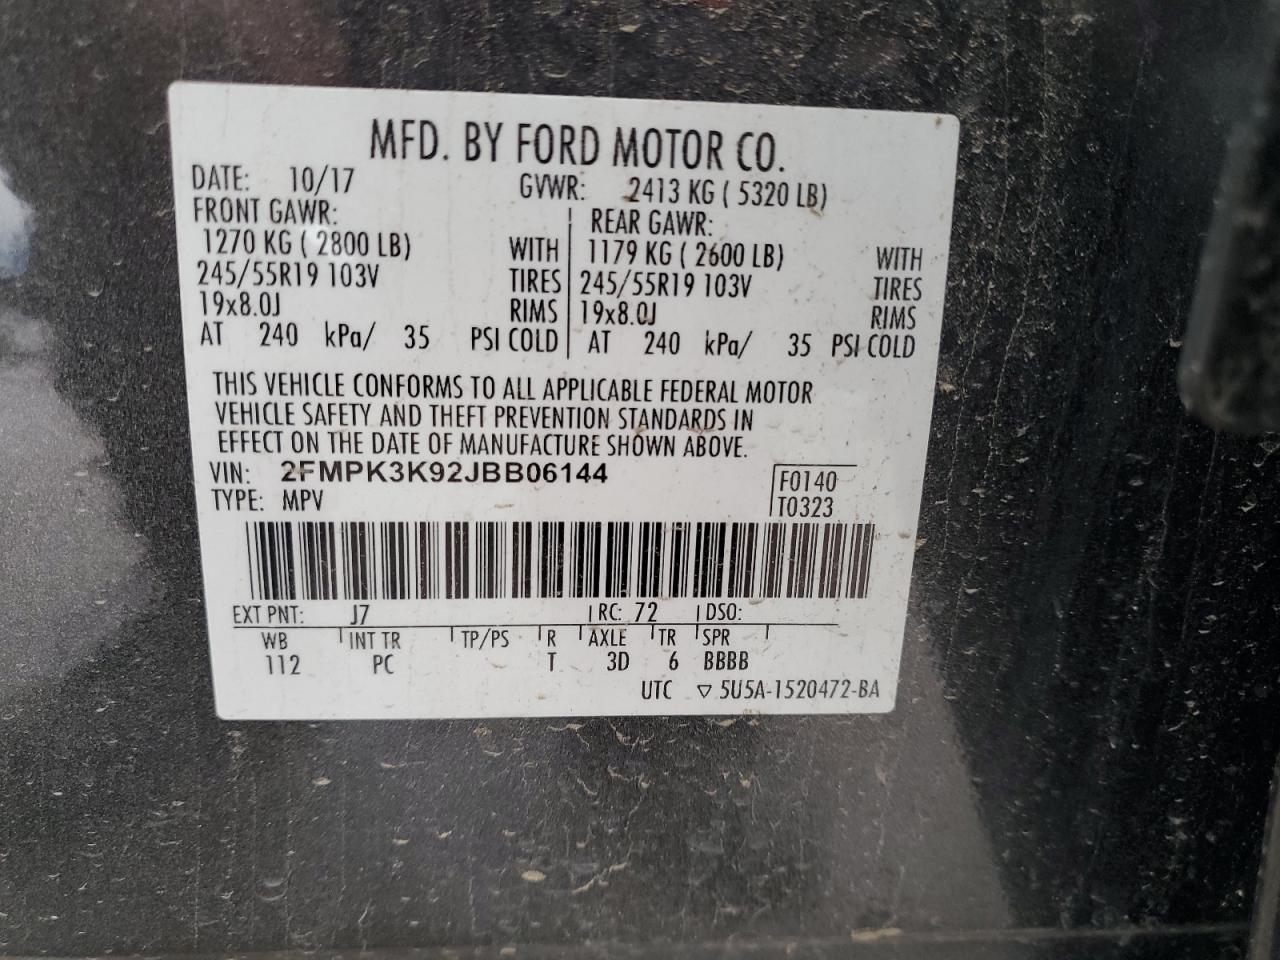 MFD. BY FORD MOTOR CO.
DATE: 10/17 GVWR: 2413 KG ( 5320 LB)
FRONT GAWR: REAR GAWR:
1270 KG ( 2800 LB) WITH 1179 KG ( 2600 LB) WITH
245/55R19 103V TIRES 245/55R19 103V TIRES
19x8.0J RIMS 19x8.0J RIMS
AT 240 kPa/ 35 PSI COLD AT 240 kPa/ 35 PSI COLD
THIS VEHICLE CONFORMS TO ALL APPLICABLE FEDERAL MOTOR
VEHICLE SAFETY AND THEFT PREVENTION STANDARDS IN
EFFECT ON THE DATE OF MANUFACTURE SHOWN ABOVE.
VIN: 2FMPK3K92JBB06144 F0140
TYPE: MPV T0323
EXT PNT: J7 RC: 72 DSO:
WB INT TR TP/PS R AXLE TR SPR
112 PC T 3D 6 BBBB
UTC ▽ 5U5A-1520472-BA